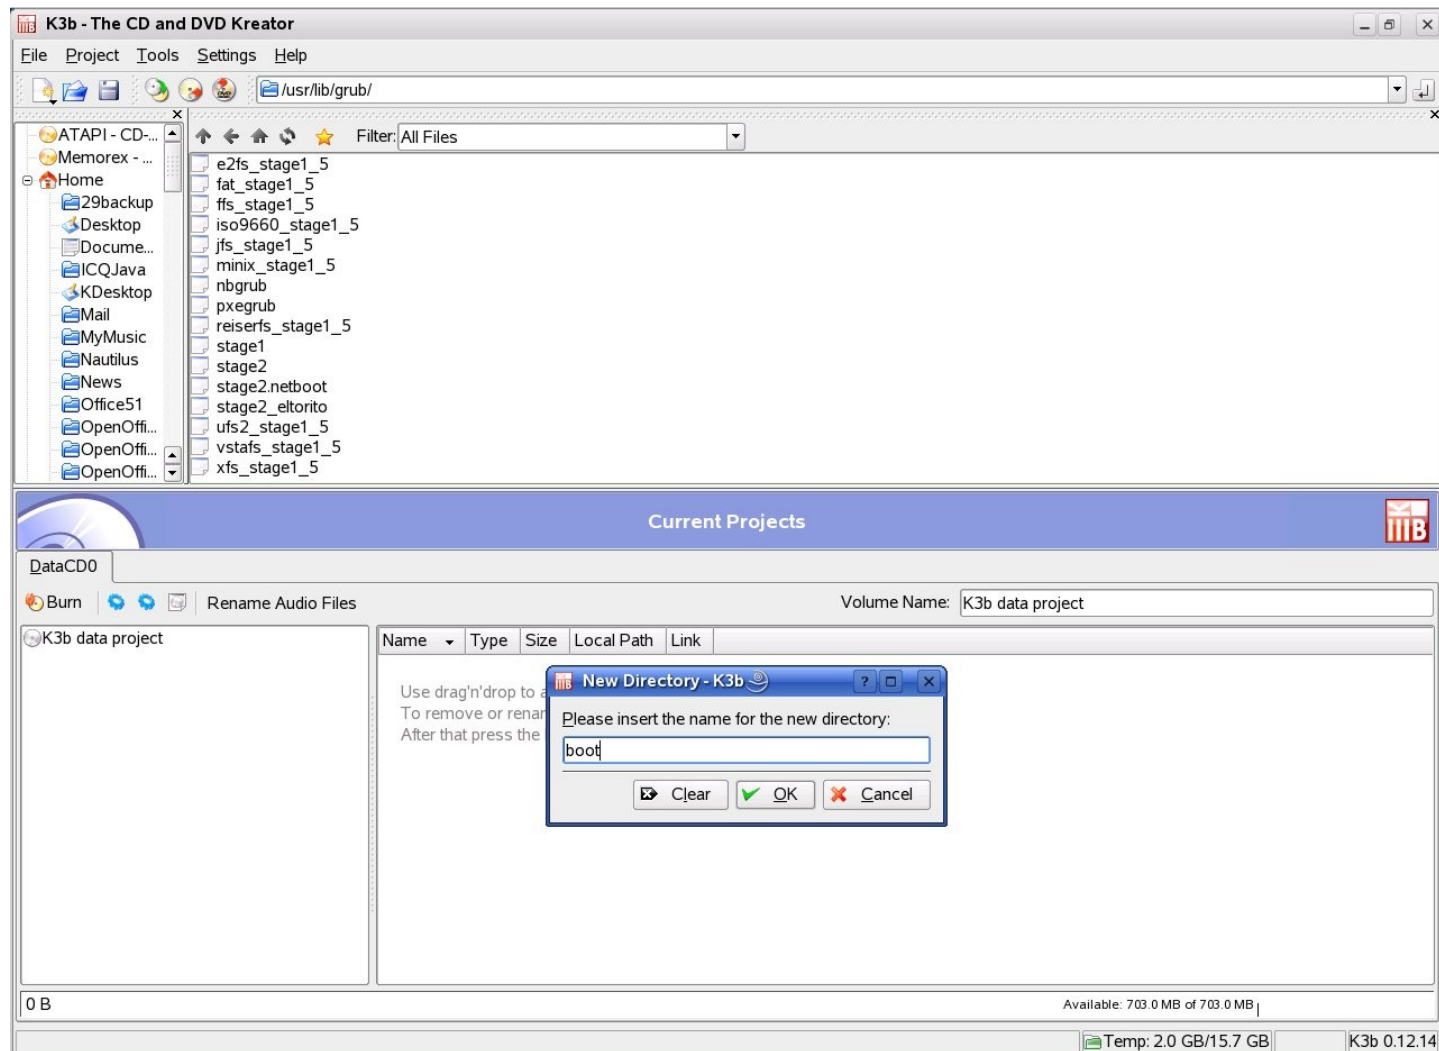 K3b - The CD and DVD Kreator
File Project Tools Settings Help
/usr/lib/grub/
Filter: All Files
ATAPI - CD-...
Memorex - ...
Home
29backup
Desktop
Docume...
ICQJava
KDesktop
Mail
MyMusic
Nautilus
News
Office51
OpenOffi...
OpenOffi...
OpenOffi...
e2fs_stage1_5
fat_stage1_5
ffs_stage1_5
iso9660_stage1_5
jfs_stage1_5
minix_stage1_5
nbgrub
pxegrub
reiserfs_stage1_5
stage1
stage2
stage2.netboot
stage2_eltorito
ufs2_stage1_5
vstafs_stage1_5
xfs_stage1_5
Current Projects
K
IIIB
DataCD0
Burn Rename Audio Files Volume Name: K3b data project
K3b data project
Name Type Size Local Path Link
Use drag'n'drop to a
To remove or renam
After that press the
New Directory - K3b
Please insert the name for the new directory:
boot
Clear OK Cancel
0 B Available: 703.0 MB of 703.0 MB
Temp: 2.0 GB/15.7 GB K3b 0.12.14